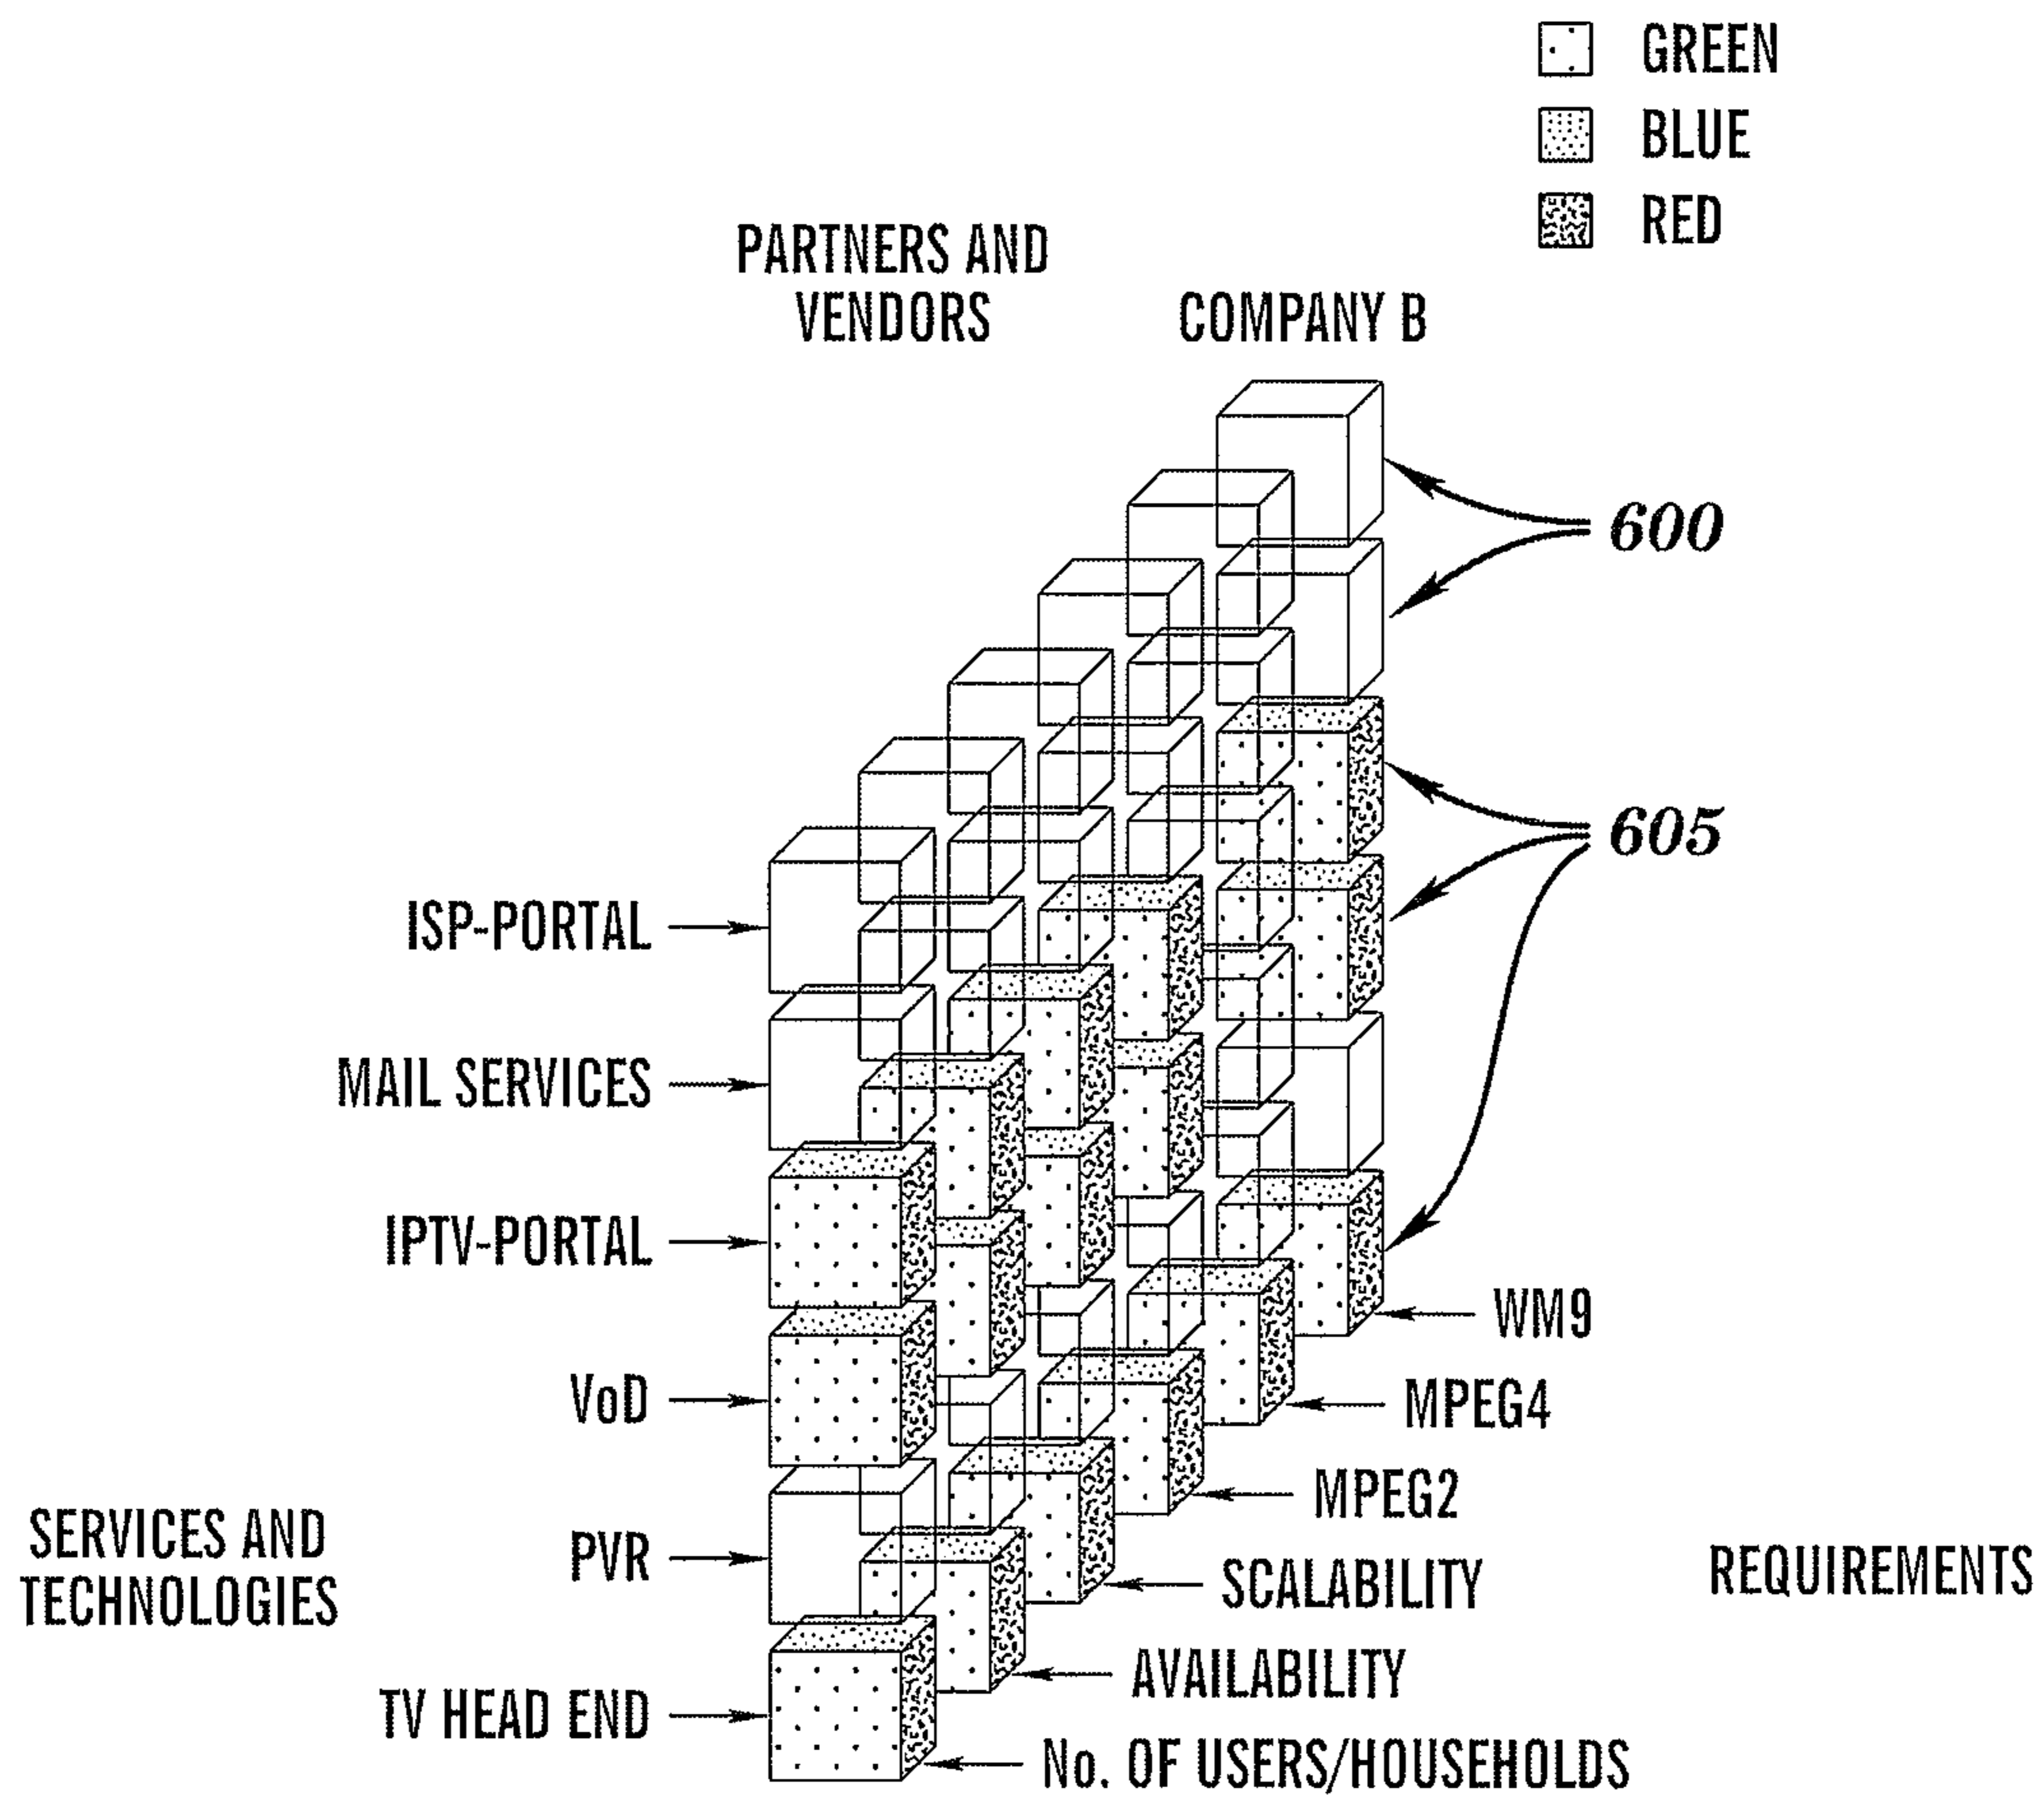 GREEN
BLUE
RED
PARTNERS AND
VENDORS
COMPANY B
600
605
ISP-PORTAL
MAIL SERVICES
IPTV-PORTAL
VoD
PVR
TV HEAD END
SERVICES AND
TECHNOLOGIES
WM9
MPEG4
MPEG2
SCALABILITY
AVAILABILITY
No. OF USERS/HOUSEHOLDS
REQUIREMENTS